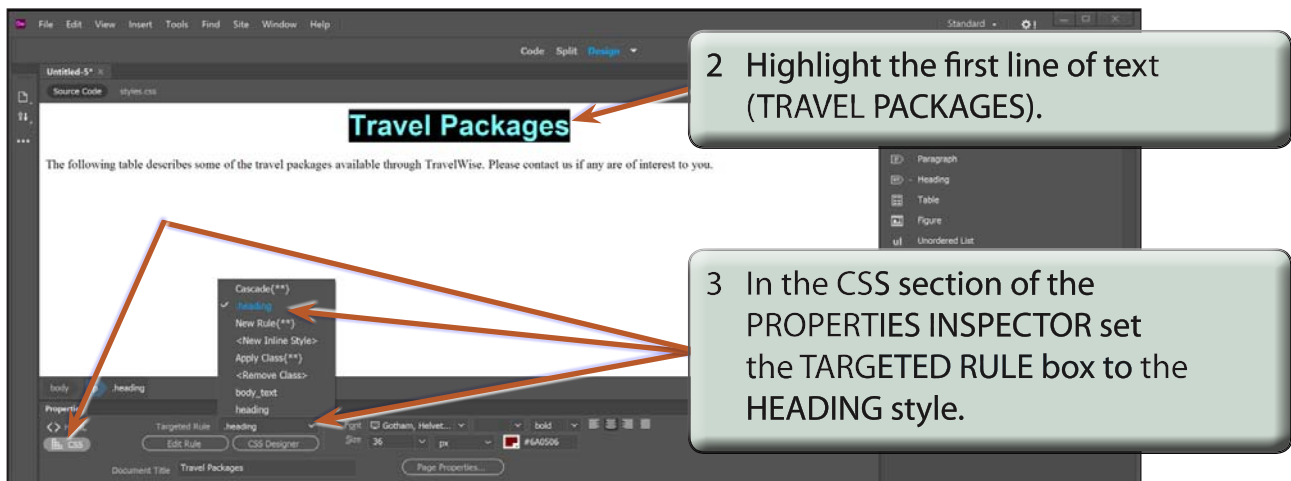 Dw File Edit View Insert Tools Find Site Window Help Standard
Code Split Design
Untitled-5* ×
Source Code styles.css
Travel Packages
The following table describes some of the travel packages available through TravelWise. Please contact us if any are of interest to you.
2 Highlight the first line of text
(TRAVEL PACKAGES).
Paragraph
Heading
Table
Figure
ul Unordered List
3 In the CSS section of the
PROPERTIES INSPECTOR set
the TARGETED RULE box to the
HEADING style.
Cascade{**}
.heading
New Rule{**}
<New Inline Style>
Apply Class{**}
<Remove Class>
body_text
heading
body .heading
Properties
Targeted Rule .heading Font Gotham, Helvet... bold
CSS Edit Rule CSS Designer Size 36 px #6A0506
Document Title Travel Packages Page Properties...